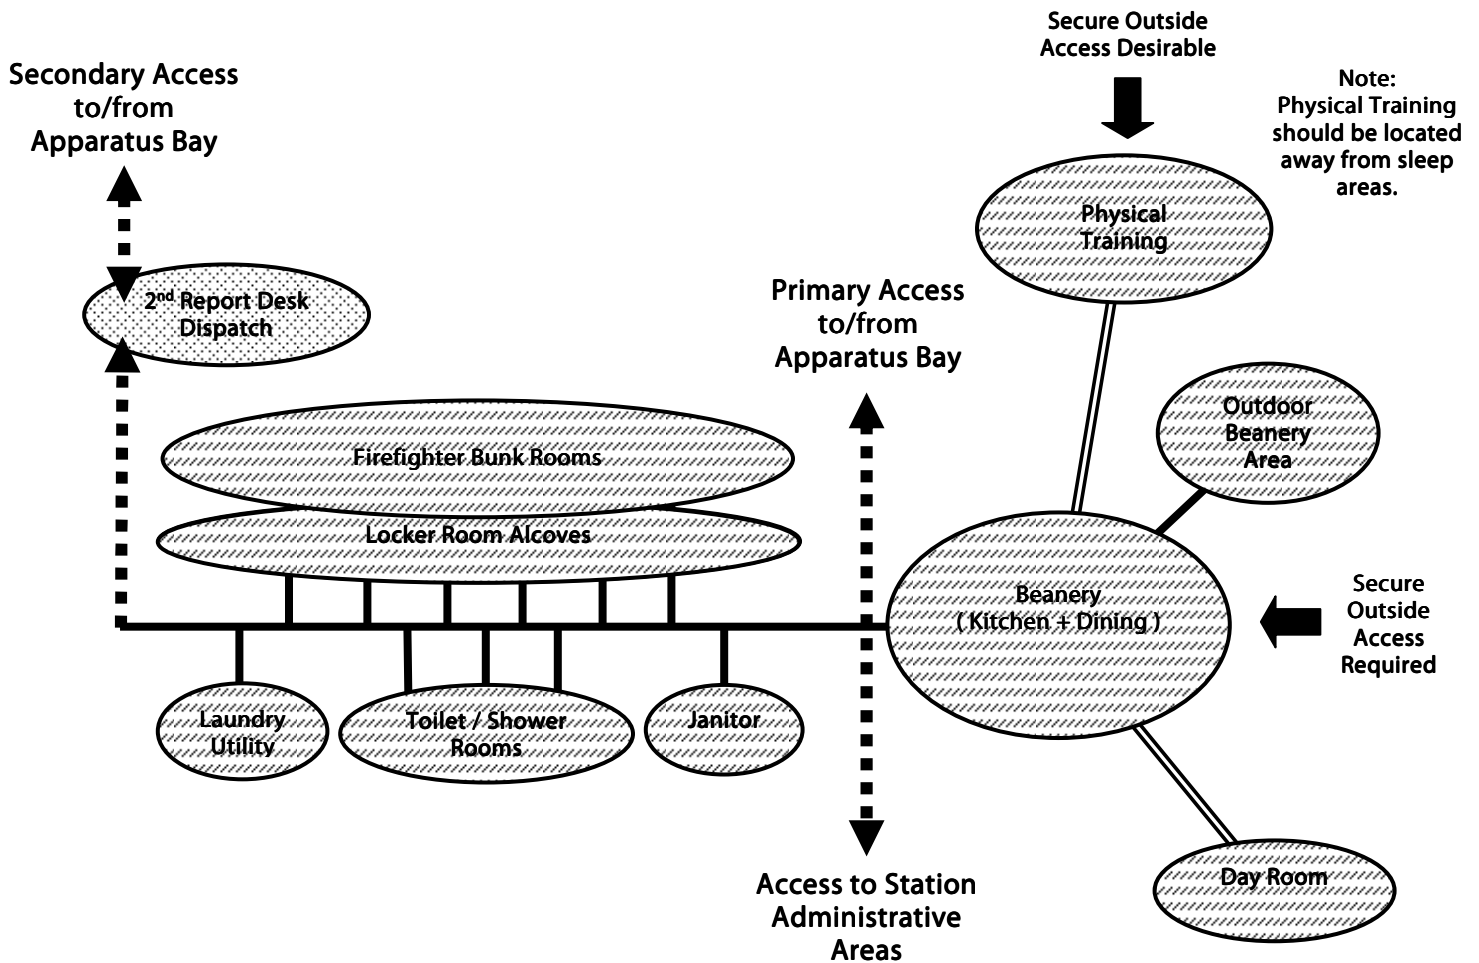 Secure Outside
Access Desirable
Secondary Access
to/from
Apparatus Bay
Note:
Physical Training
should be located
away from sleep
areas.
Physical
Training
2nd Report Desk
Dispatch
Primary Access
to/from
Apparatus Bay
Outdoor
Beanery
Area
Firefighter Bunk Rooms
Locker Room Alcoves
Beanery
( Kitchen + Dining )
Secure
Outside
Access
Required
Laundry
Utility
Toilet / Shower
Rooms
Janitor
Day Room
Access to Station
Administrative
Areas